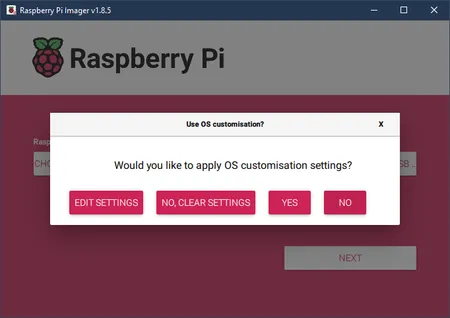 Raspberry Pi Imager v1.8.5
Raspberry Pi
Use OS customisation?
X
Rasp
Would you like to apply OS customisation settings?
CHO
SB ..
EDIT SETTINGS
NO, CLEAR SETTINGS
YES
NO
NEXT